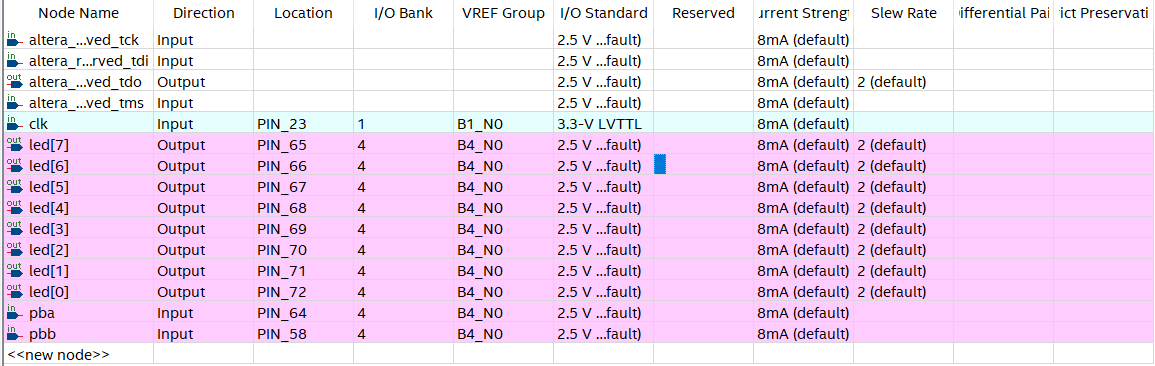 Node Name Direction Location I/O Bank VREF Group I/O Standard Reserved urrent Strengt Slew Rate ifferential Pai ict Preservati
in altera_...ved_tck Input 2.5 V ...fault) 8mA (default)
in altera_r...rved_tdi Input 2.5 V ...fault) 8mA (default)
out altera_...ved_tdo Output 2.5 V ...fault) 8mA (default) 2 (default)
in altera_...ved_tms Input 2.5 V ...fault) 8mA (default)
in clk Input PIN_23 1 B1_N0 3.3-V LVTTL 8mA (default)
out led[7] Output PIN_65 4 B4_N0 2.5 V ...fault) 8mA (default) 2 (default)
out led[6] Output PIN_66 4 B4_N0 2.5 V ...fault) 8mA (default) 2 (default)
out led[5] Output PIN_67 4 B4_N0 2.5 V ...fault) 8mA (default) 2 (default)
out led[4] Output PIN_68 4 B4_N0 2.5 V ...fault) 8mA (default) 2 (default)
out led[3] Output PIN_69 4 B4_N0 2.5 V ...fault) 8mA (default) 2 (default)
out led[2] Output PIN_70 4 B4_N0 2.5 V ...fault) 8mA (default) 2 (default)
out led[1] Output PIN_71 4 B4_N0 2.5 V ...fault) 8mA (default) 2 (default)
out led[0] Output PIN_72 4 B4_N0 2.5 V ...fault) 8mA (default) 2 (default)
in pba Input PIN_64 4 B4_N0 2.5 V ...fault) 8mA (default)
in pbb Input PIN_58 4 B4_N0 2.5 V ...fault) 8mA (default)
<<new node>>